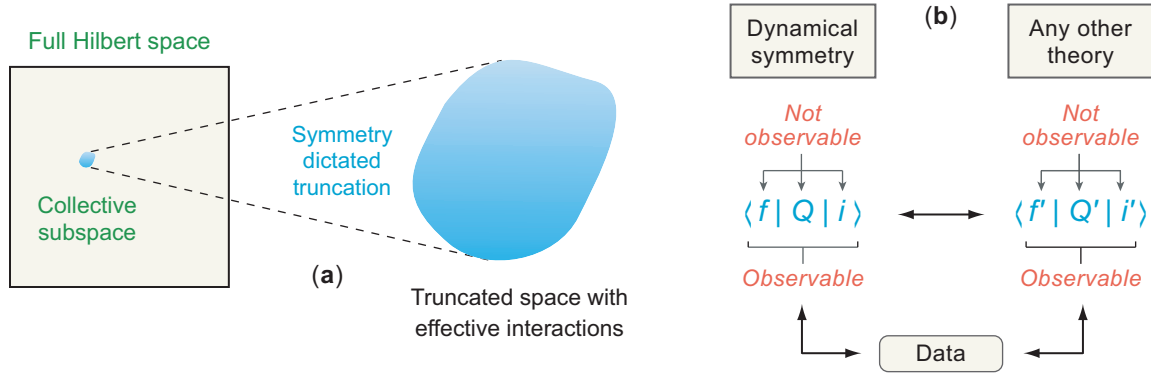 Full Hilbert space
Collective
subspace
Symmetry
dictated
truncation
(a)
Truncated space with
effective interactions
(b)
Dynamical
symmetry
Any other
theory
Not
observable
Not
observable
⟨ f | Q | i ⟩
⟨ f' | Q' | i' ⟩
Observable
Observable
Data